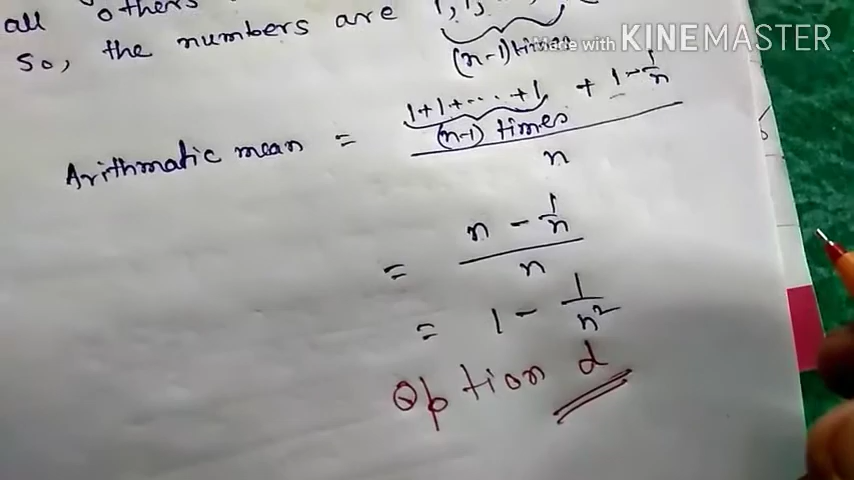 all others
So, the numbers are 1, 1,
(n-1) times
Made with KINEMASTER
Arithmatic mean = 1+1+....+1 (n-1) times + 1 - 1/n
n
= n - 1/n
n
= 1 - 1/n²
Option d